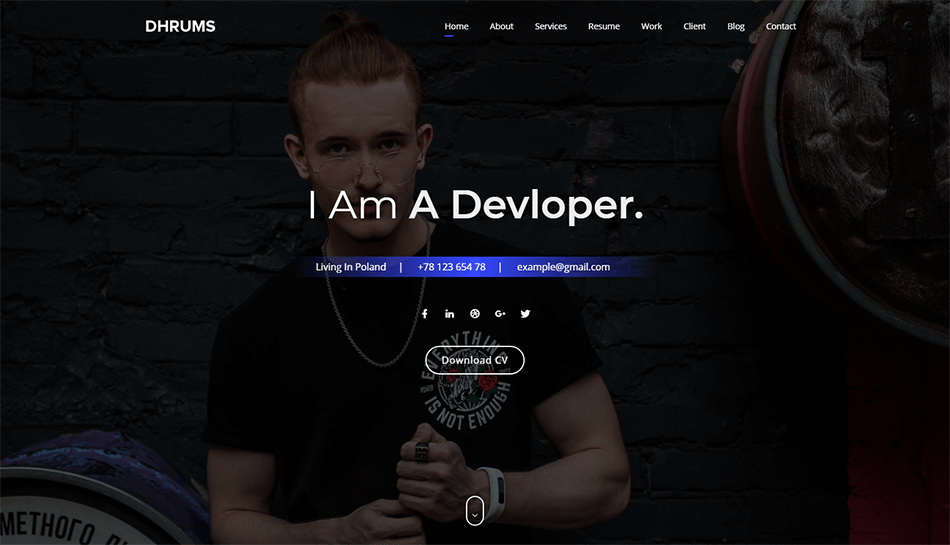 DHRUMS
Home About Services Resume Work Client Blog Contact
I Am A Devloper.
Living In Poland | +78 123 654 78 | example@gmail.com
Download CV
EVERYTHING
IS NOT ENOUGH
МЕТНОГО